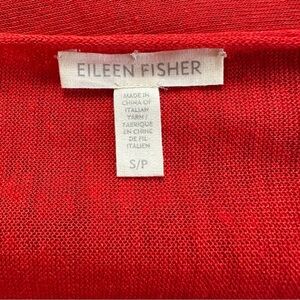 EILEEN FISHER
MADE IN
CHINA OF
ITALIAN
YARN/
FABRIQUE
EN CHINE
DE FIL
ITALIEN
S/P